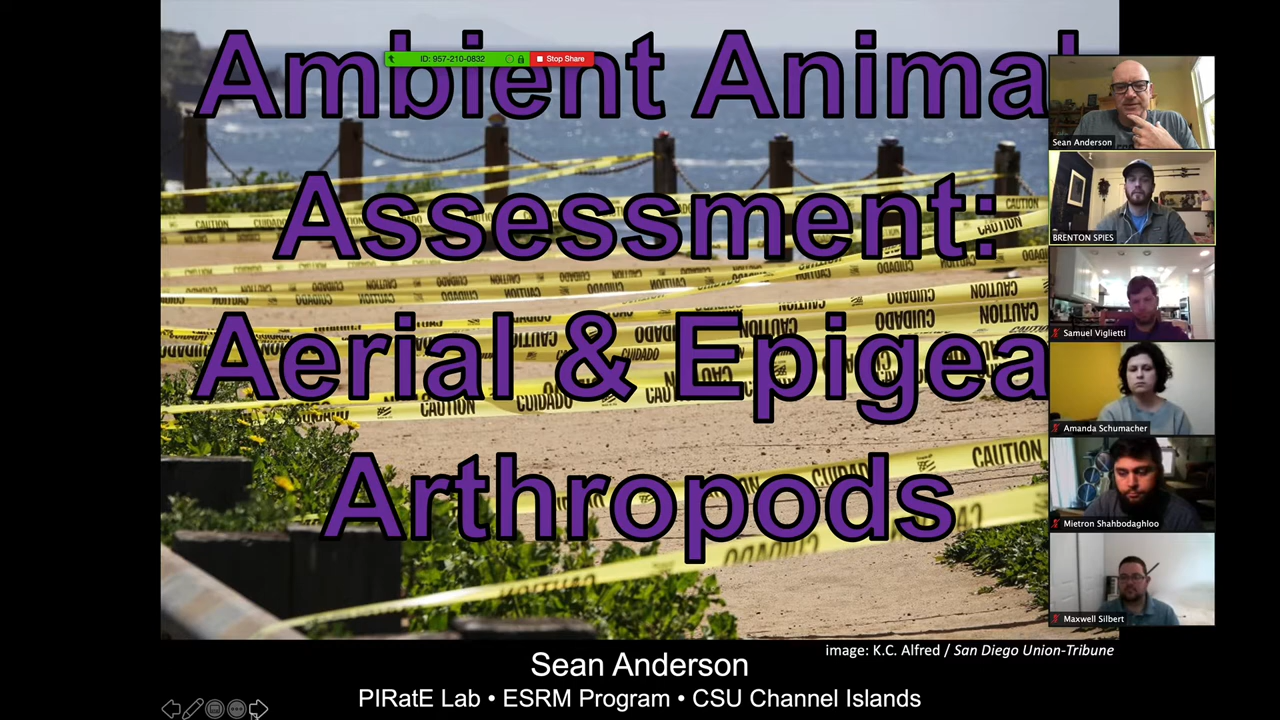 Ambient Anima
Assessment:
Aerial & Epigea
Arthropods
ID: 957-210-0832
Stop Share
Sean Anderson
BRENTON SPIES
Samuel Viglietti
Amanda Schumacher
Mietron Shahbodaghloo
Maxwell Silbert
CAUTION
CUIDADO
image: K.C. Alfred / San Diego Union-Tribune
Sean Anderson
PIRatE Lab • ESRM Program • CSU Channel Islands